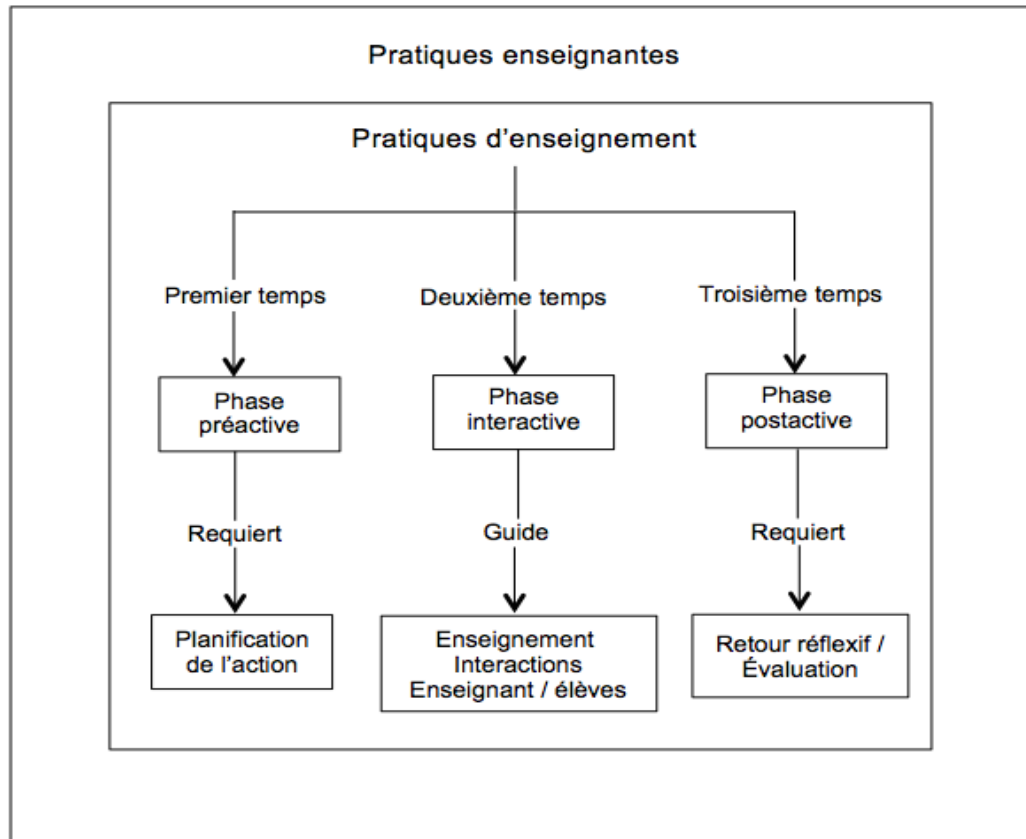 Pratiques enseignantes
Pratiques d'enseignement
Premier temps
Deuxième temps
Troisième temps
Phase
préactive
Phase
interactive
Phase
postactive
Requiert
Guide
Requiert
Planification
de l'action
Enseignement
Interactions
Enseignant / élèves
Retour réflexif /
Évaluation